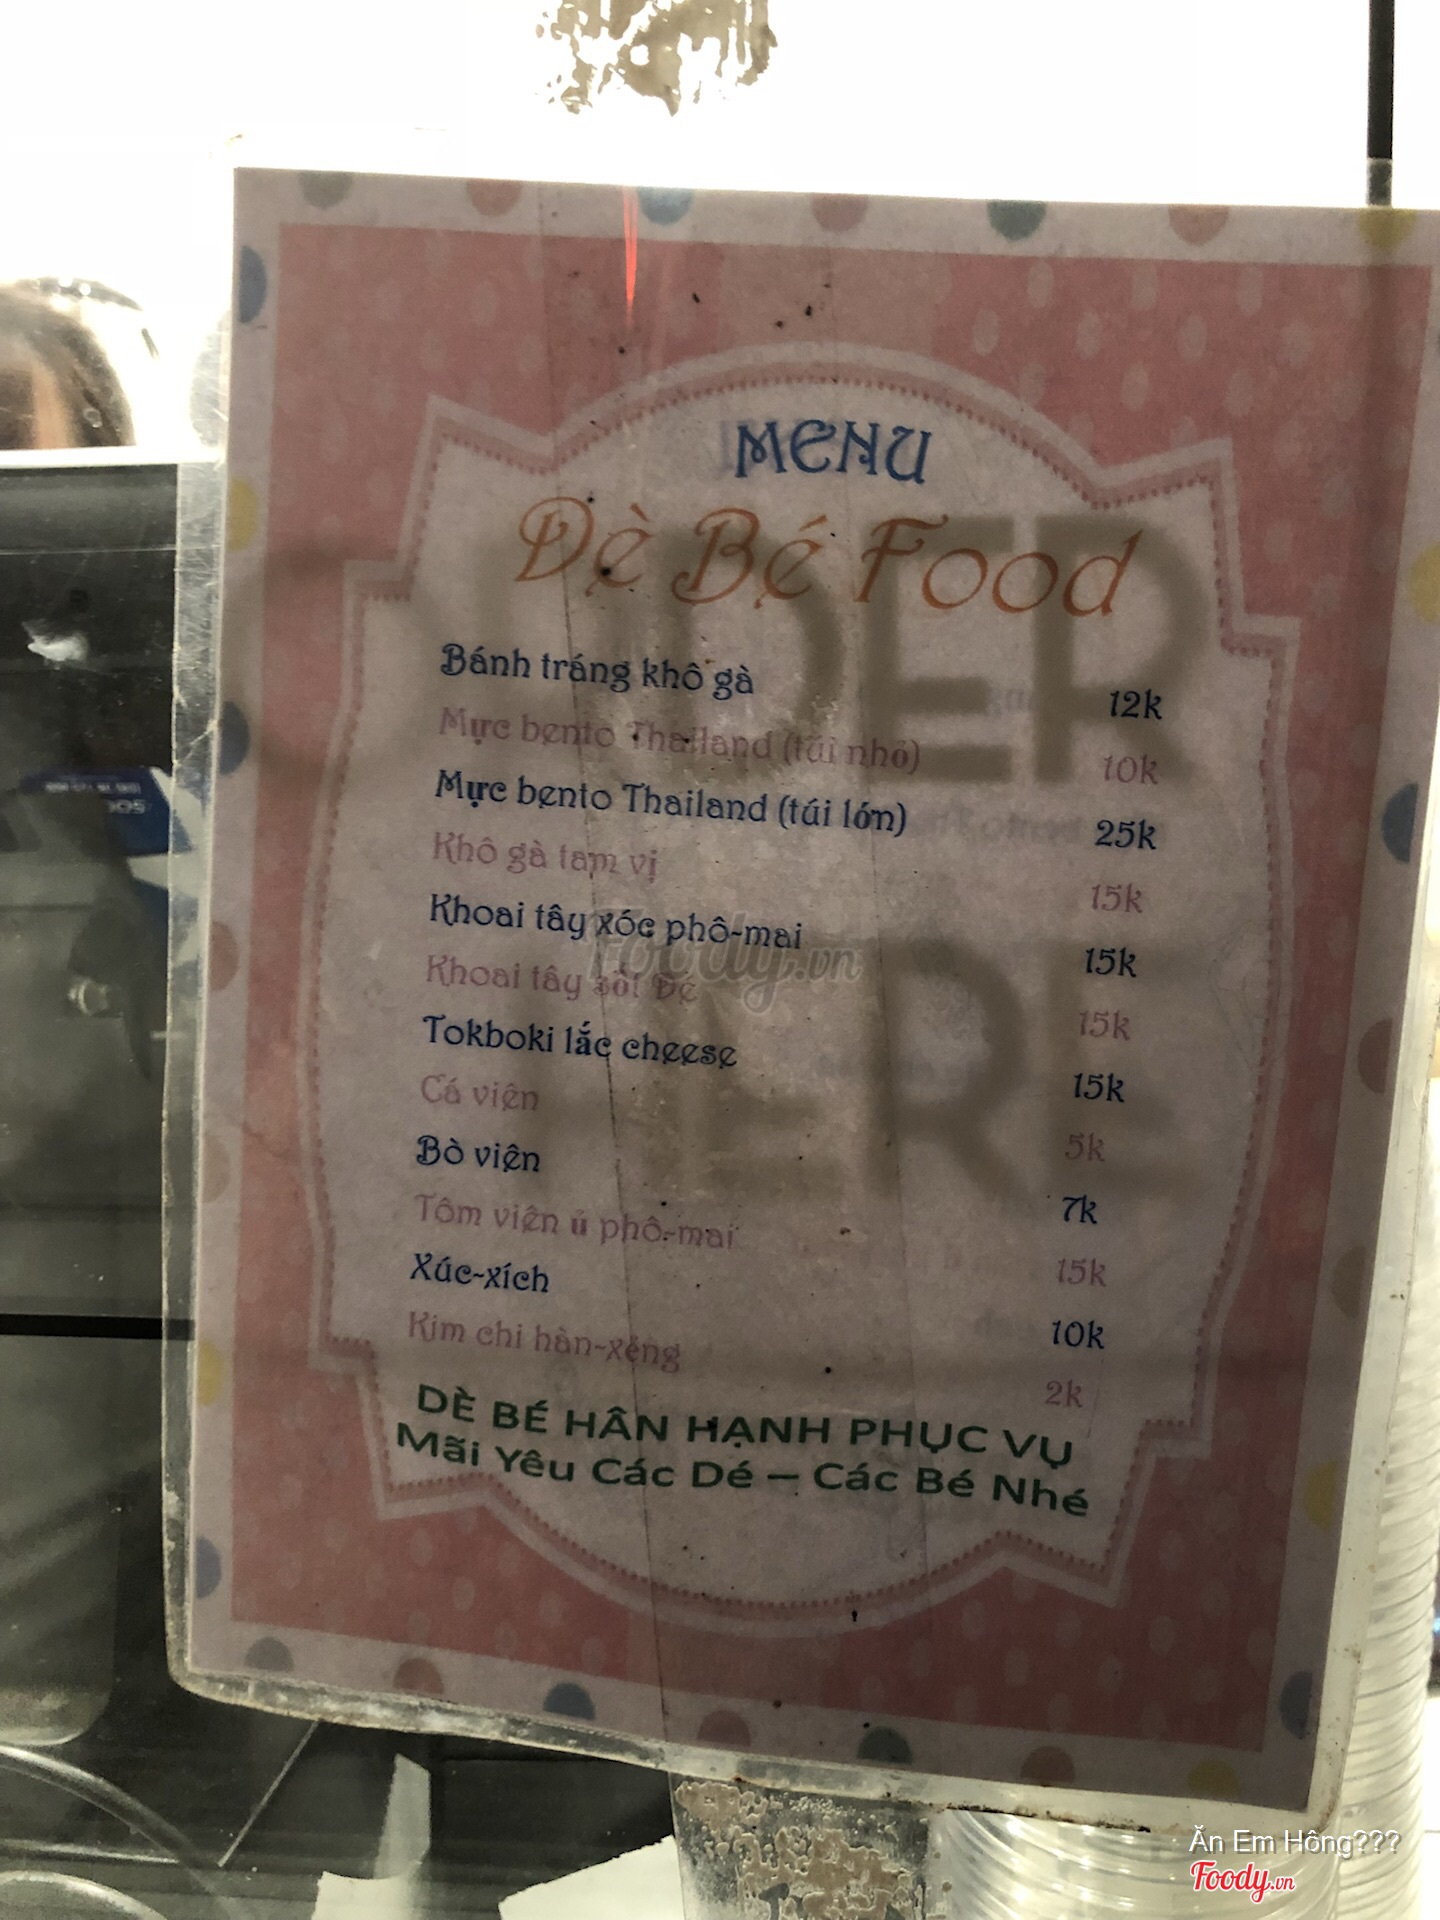 MENU
Dè Bé Food
Bánh tráng khô gà 12k
Mực bento Thailand (túi nhỏ) 10k
Mực bento Thailand (túi lớn) 25k
Khô gà tam vị 15k
Khoai tây xóc phô-mai 15k
Khoai tây sốt Dé 15k
Tokboki lắc cheese 15k
Cá viên 5k
Bò viên 7k
Tôm viên ủ phô-mai 15k
Xúc-xích 10k
Kim chi hàn-xẻng 2k
DÈ BÉ HÂN HẠNH PHỤC VỤ
Mãi Yêu Các Dé – Các Bé Nhé
Foody.vn
Ăn Em Hông???
Foody.vn